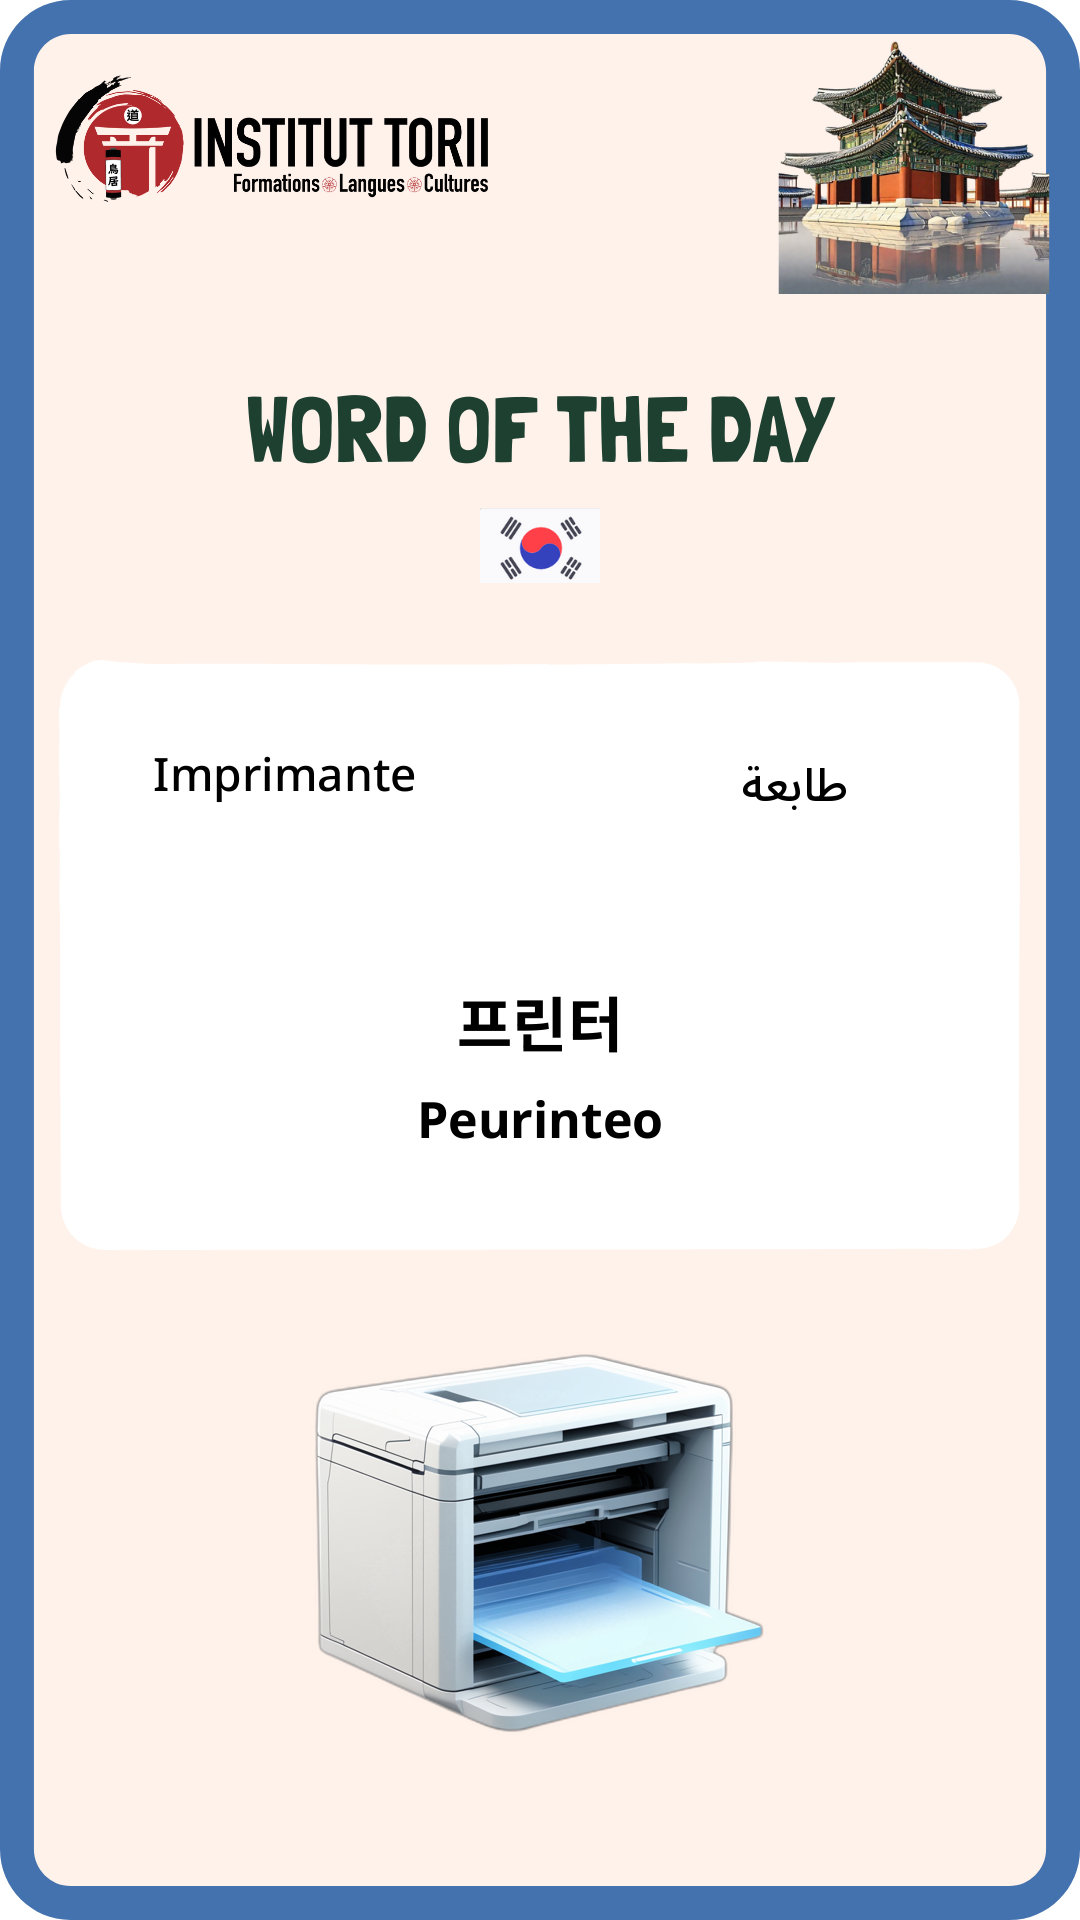 道
鳥居
INSTITUT TORII
Formations Langues Cultures
WORD OF THE DAY
Imprimante
طابعة
프린터
Peurinteo